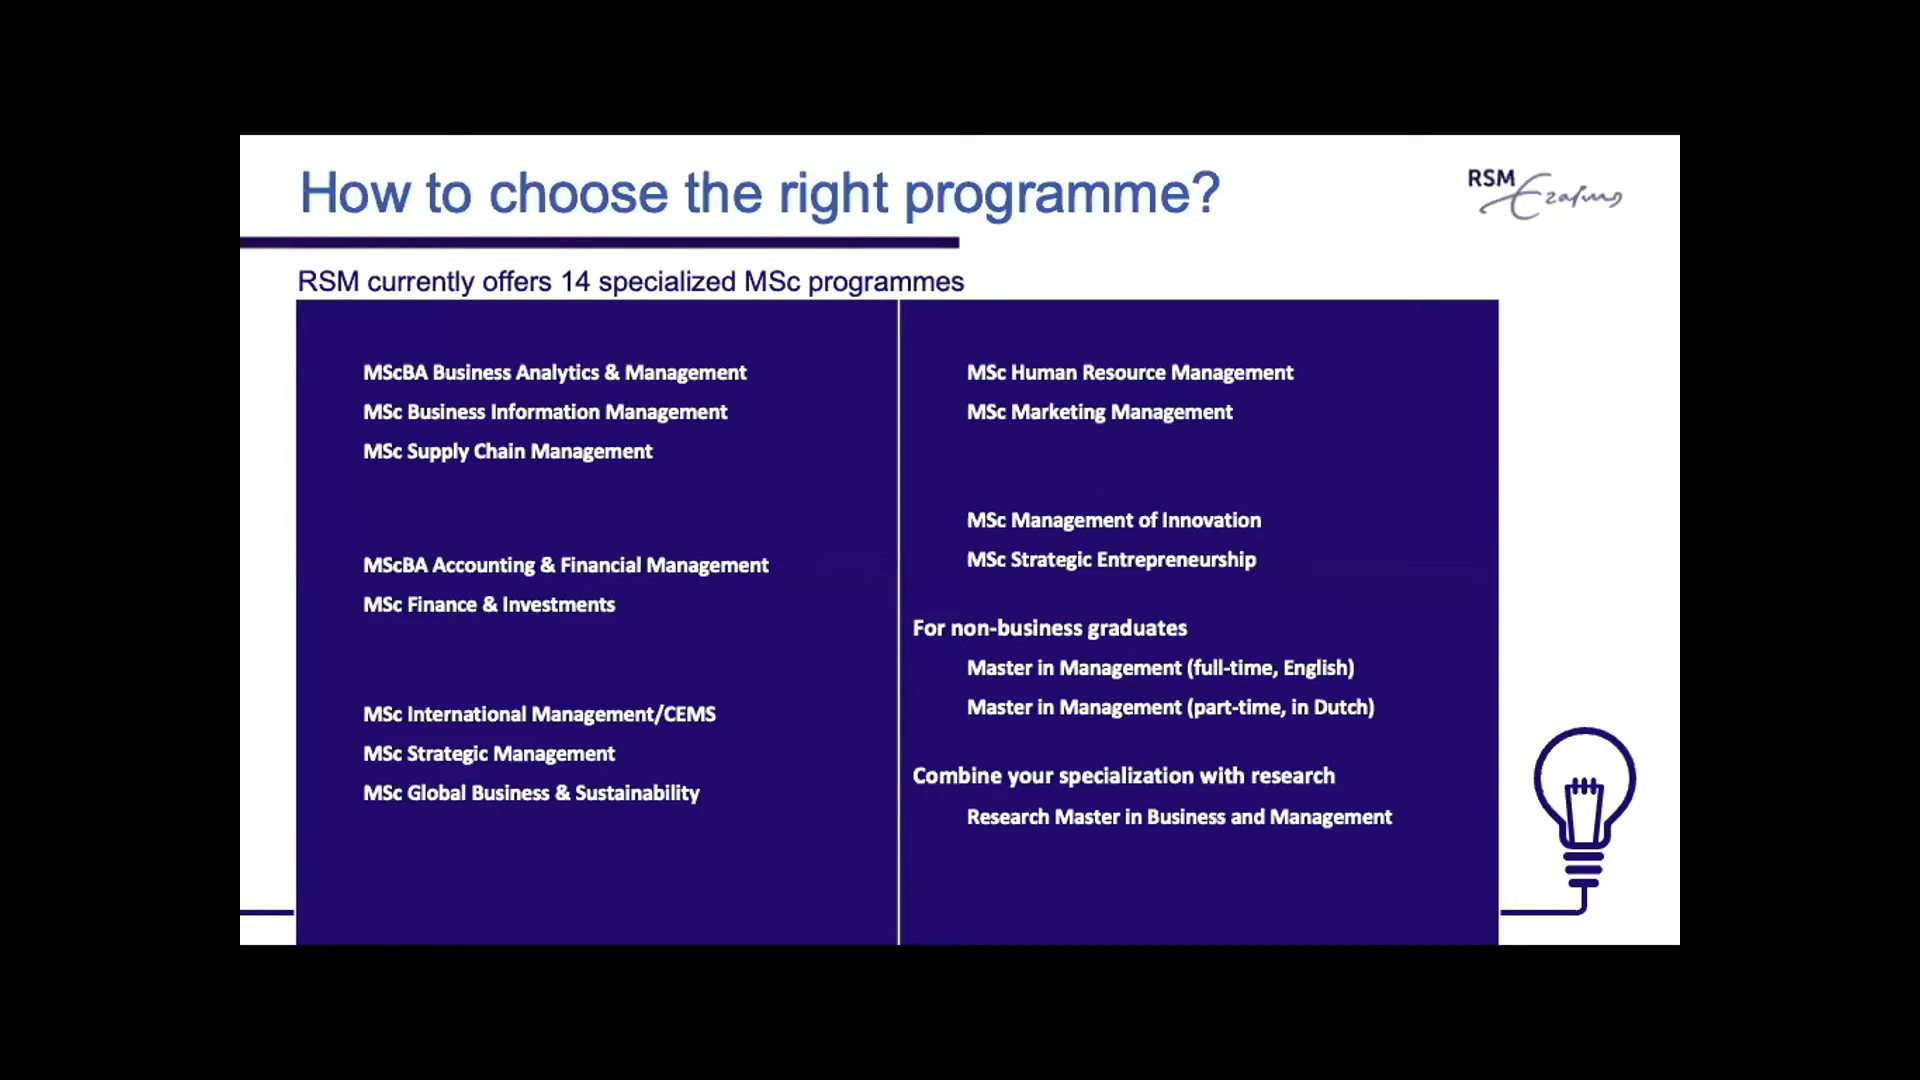 How to choose the right programme?
RSM Erasmus
RSM currently offers 14 specialized MSc programmes
MScBA Business Analytics & Management
MSc Business Information Management
MSc Supply Chain Management
MScBA Accounting & Financial Management
MSc Finance & Investments
MSc International Management/CEMS
MSc Strategic Management
MSc Global Business & Sustainability
MSc Human Resource Management
MSc Marketing Management
MSc Management of Innovation
MSc Strategic Entrepreneurship
For non-business graduates
Master in Management (full-time, English)
Master in Management (part-time, in Dutch)
Combine your specialization with research
Research Master in Business and Management